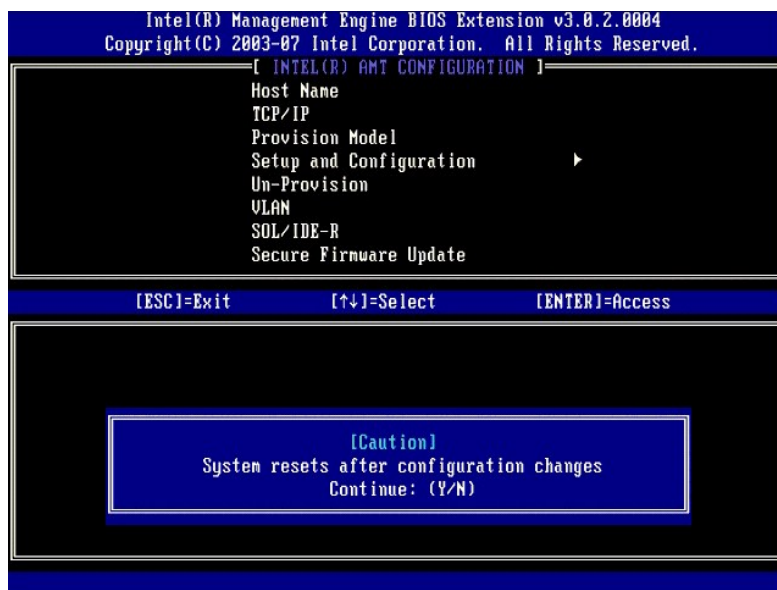 Intel(R) Management Engine BIOS Extension v3.0.2.0004
Copyright(C) 2003-07 Intel Corporation. All Rights Reserved.
[ INTEL(R) AMT CONFIGURATION ]
Host Name
TCP/IP
Provision Model
Setup and Configuration
Un-Provision
VLAN
SOL/IDE-R
Secure Firmware Update
[ESC]=Exit [↑↓]=Select [ENTER]=Access
[Caution]
System resets after configuration changes
Continue: (Y/N)